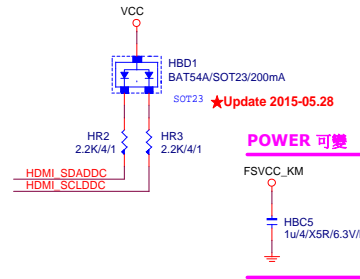 VCC
HBD1
BAT54A/SOT23/200mA
SOT23
★Update 2015-05.28
HR2
2.2K/4/1
HR3
2.2K/4/1
HDMI_SDADDC
HDMI_SCLDDC
POWER 可變
FSVCC_KM
HBC5
1u/4/X5R/6.3V/